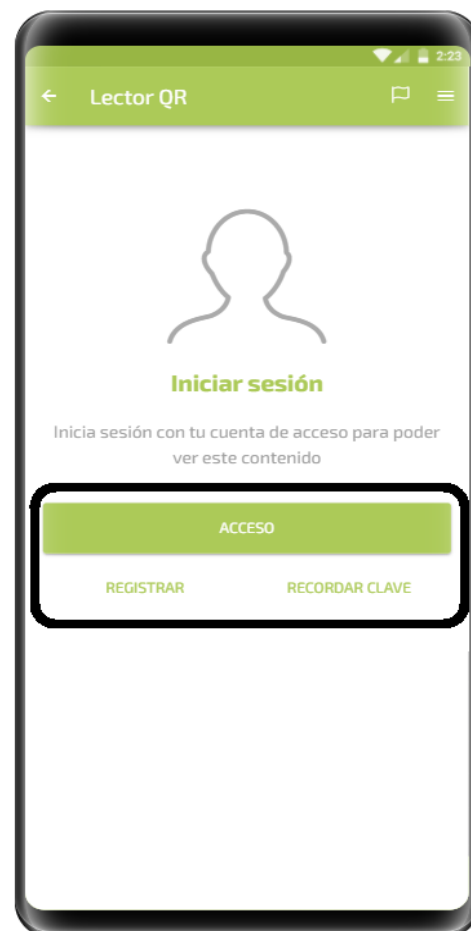 2:23
Lector QR
Iniciar sesión
Inicia sesión con tu cuenta de acceso para poder
ver este contenido
ACCESO
REGISTRAR RECORDAR CLAVE